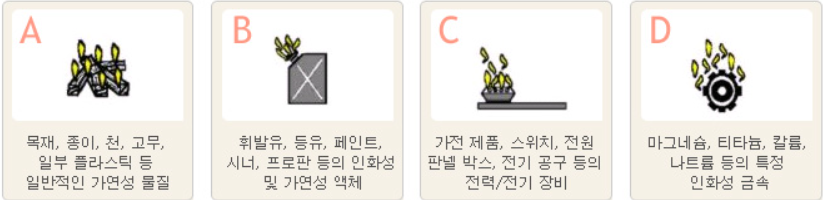 A
목재, 종이, 천, 고무,
일부 플라스틱 등
일반적인 가연성 물질
B
휘발유, 등유, 페인트,
시너, 프로판 등의 인화성
및 가연성 액체
C
가전 제품, 스위치, 전원
판넬 박스, 전기 공구 등의
전력/전기 장비
D
마그네슘, 티타늄, 칼륨,
나트륨 등의 특정
인화성 금속